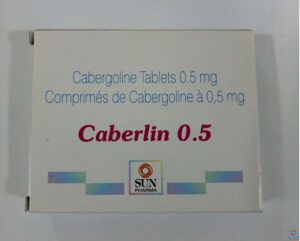 Cabergoline Tablets 0.5 mg
Comprimés de Cabergoline à 0,5 mg
Caberlin 0.5
SUN
PHARMA